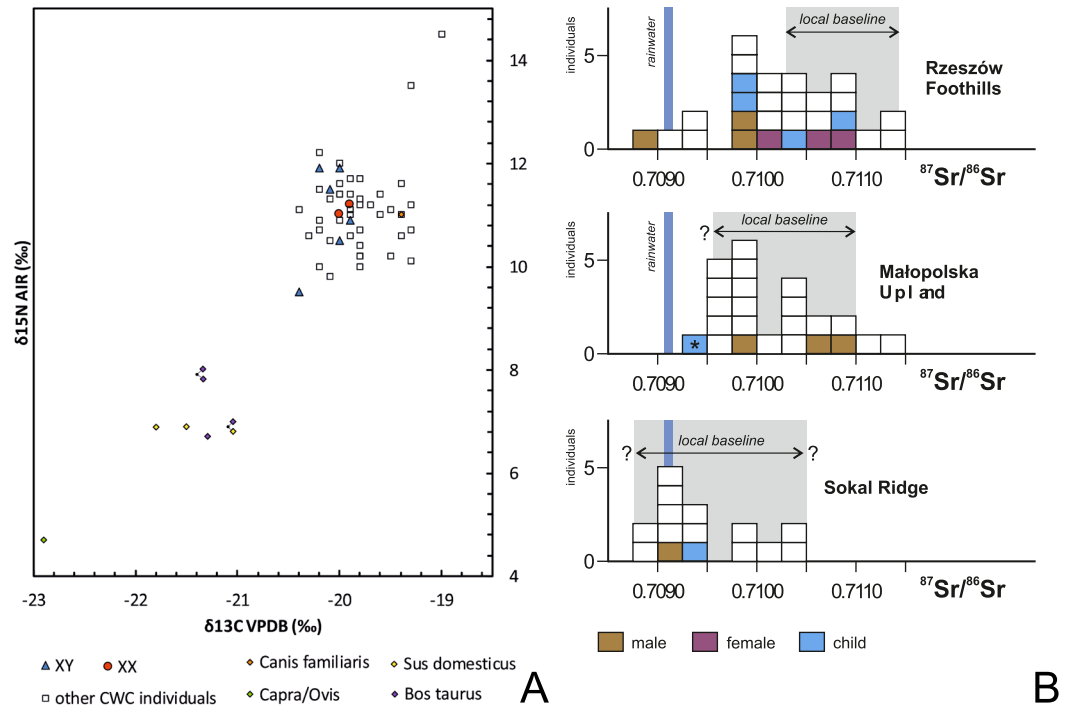 14
12
10
8
6
4
δ15N AIR (‰)
-23
-22
-21
-20
-19
δ13C VPDB (‰)
XY
XX
Canis familiaris
Sus domesticus
other CWC individuals
Capra/Ovis
Bos taurus
A
individuals
5
0
rainwater
local baseline
Rzeszów
Foothills
0.7090
0.7100
0.7110
87Sr/86Sr
individuals
5
0
rainwater
?
local baseline
*
Małopolska
Upland
0.7090
0.7100
0.7110
87Sr/86Sr
individuals
5
0
?
local baseline
?
Sokal Ridge
0.7090
0.7100
0.7110
87Sr/86Sr
male
female
child
B